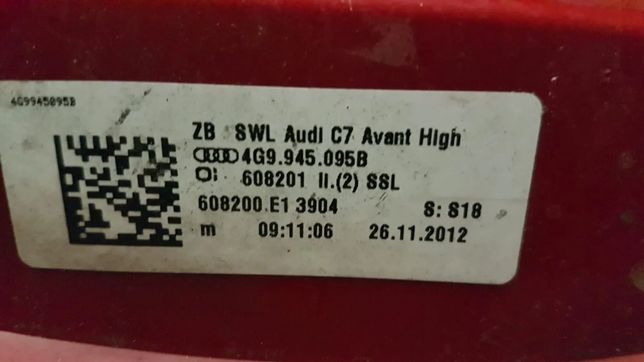 4G9945095B
ZB SWL Audi C7 Avant High
4G9.945.095B
608201 II.(2) SSL
608200.E1 3904 S: S18
m 09:11:06 26.11.2012